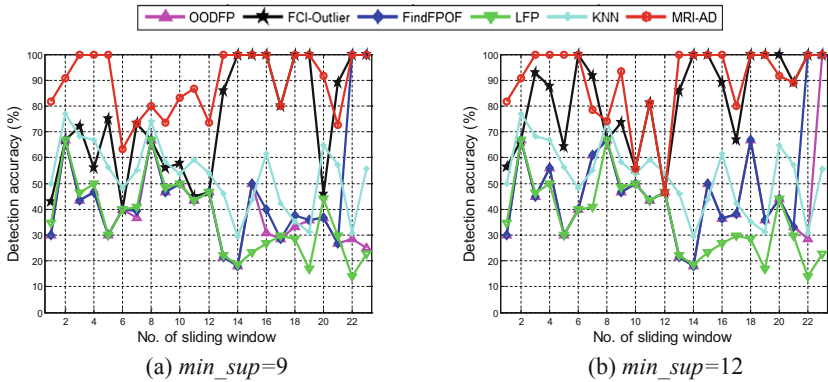 OODFP FCI-Outlier FindFPOF LFP KNN MRI-AD
Detection accuracy (%)
100
90
80
70
60
50
40
30
20
10
0
2 4 6 8 10 12 14 16 18 20 22
No. of sliding window
(a) min_sup=9
Detection accuracy (%)
100
90
80
70
60
50
40
30
20
10
0
2 4 6 8 10 12 14 16 18 20 22
No. of sliding window
(b) min_sup=12